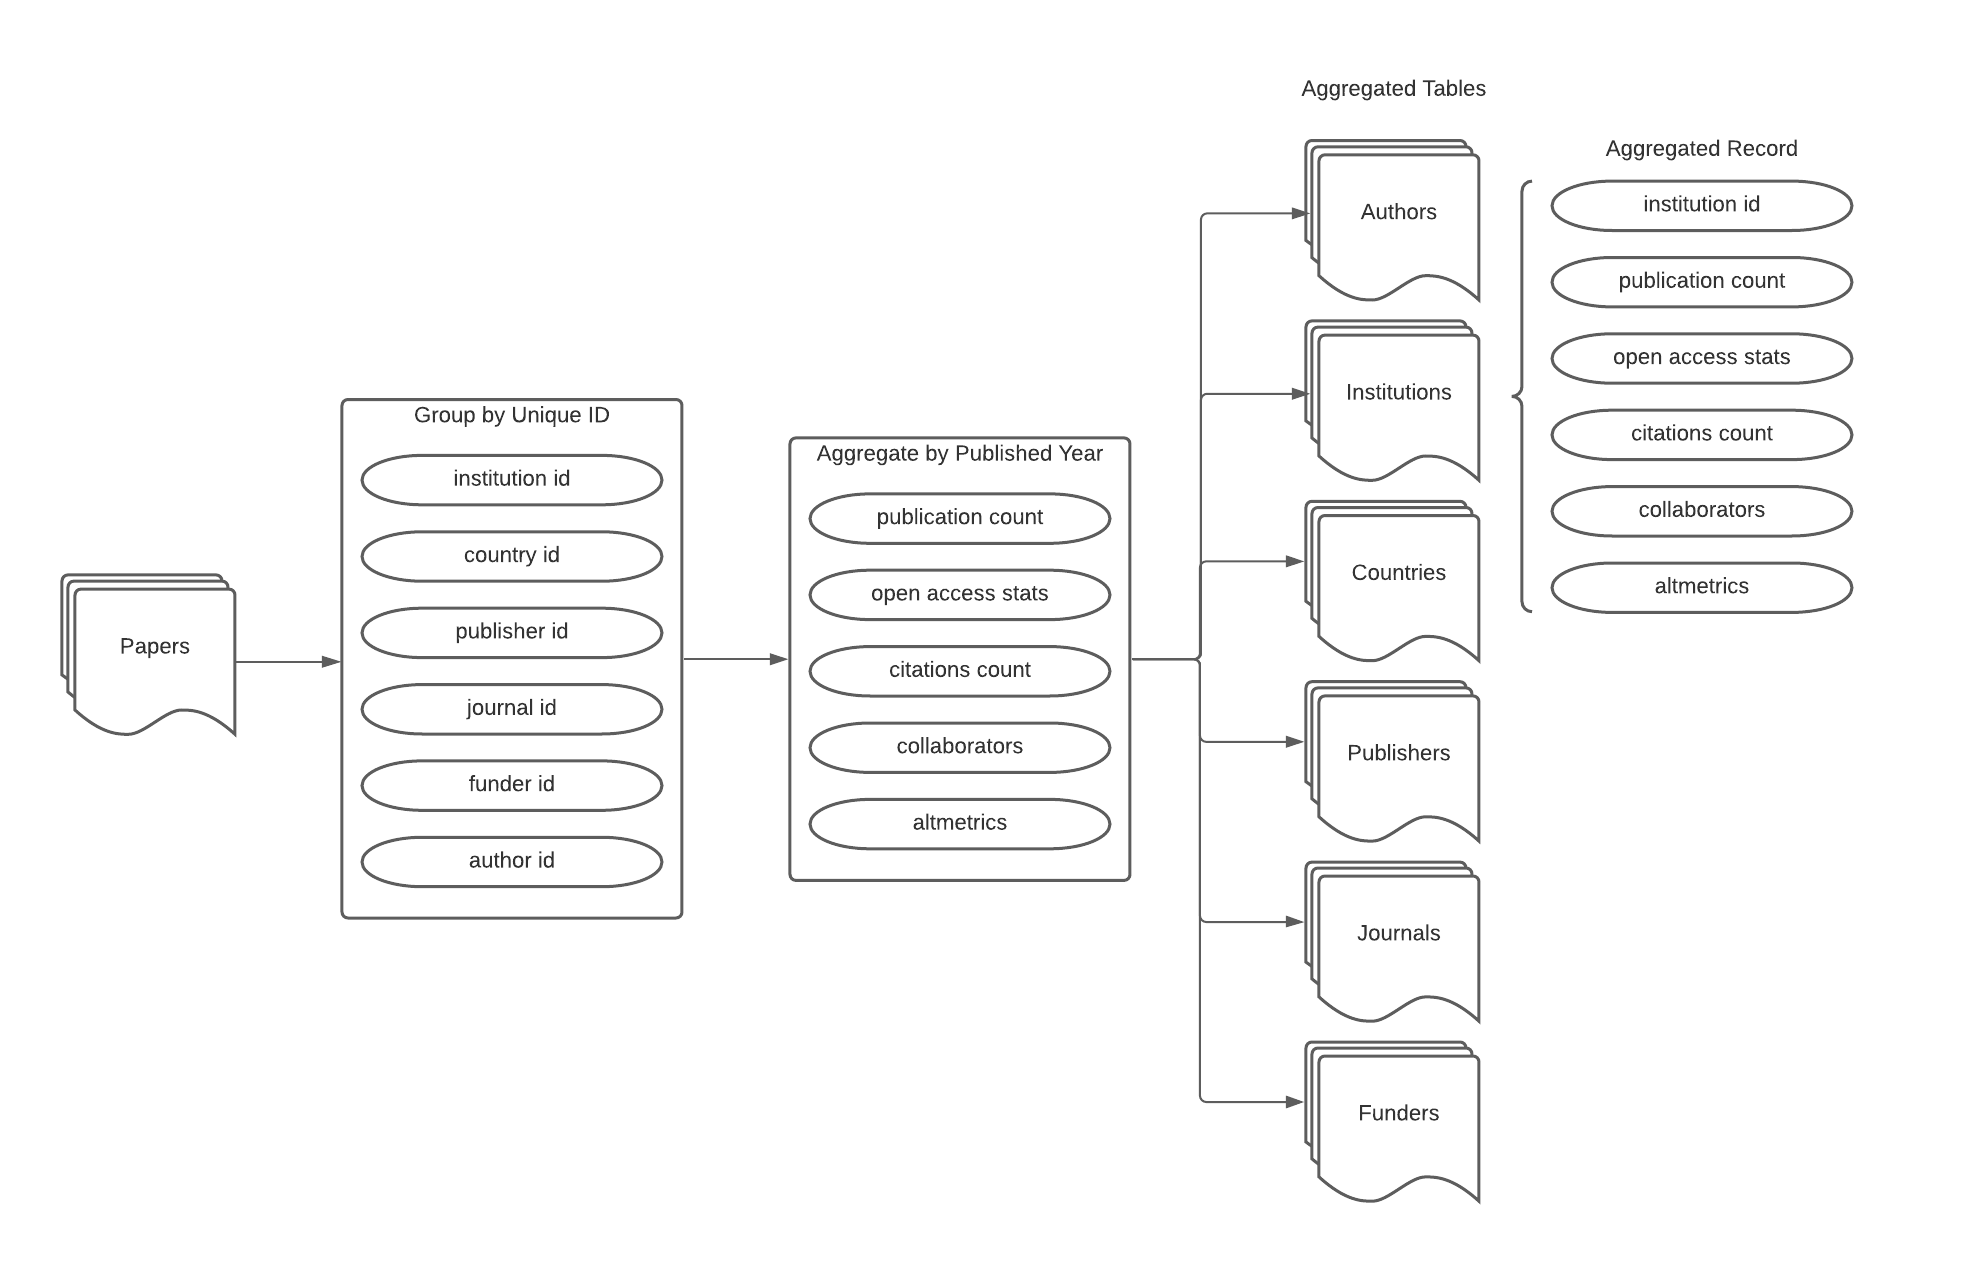 Papers
Group by Unique ID
institution id
country id
publisher id
journal id
funder id
author id
Aggregate by Published Year
publication count
open access stats
citations count
collaborators
altmetrics
Aggregated Tables
Authors
Institutions
Countries
Publishers
Journals
Funders
Aggregated Record
institution id
publication count
open access stats
citations count
collaborators
altmetrics